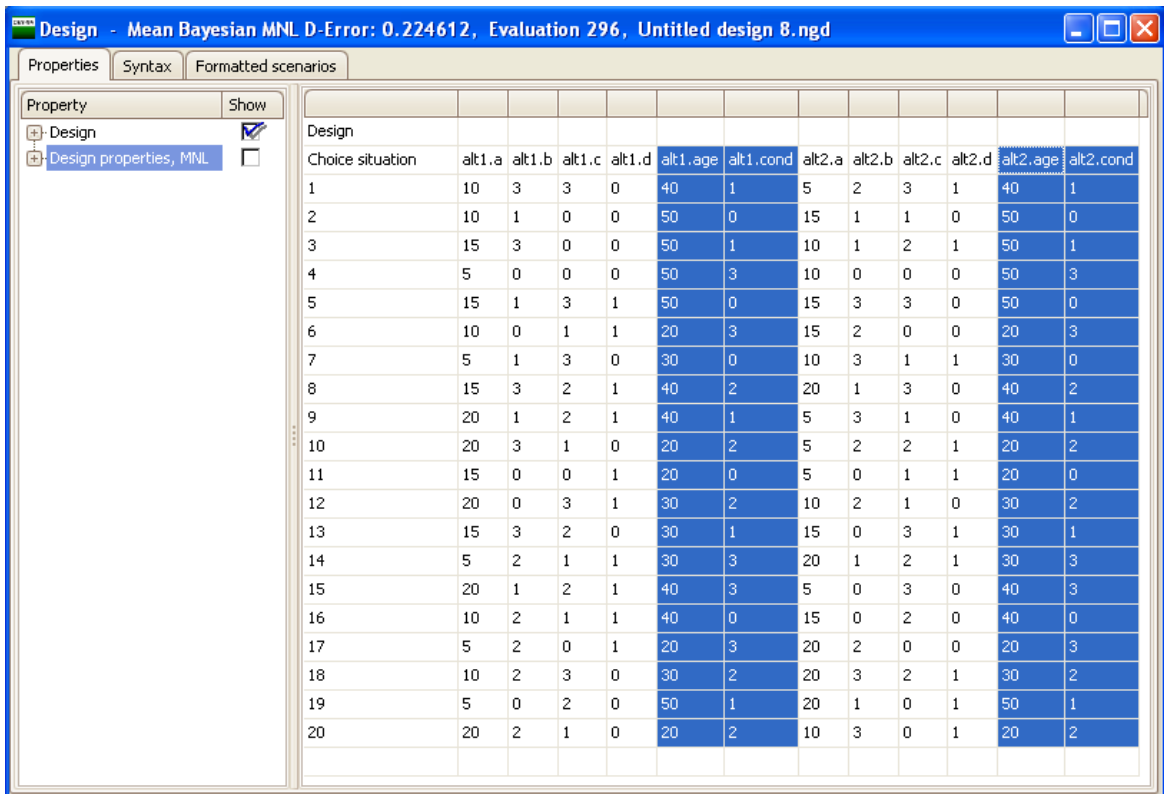 Design - Mean Bayesian MNL D-Error: 0.224612, Evaluation 296, Untitled design 8.ngd
Properties Syntax Formatted scenarios
Property Show
Design
Design properties, MNL
Design
Choice situation alt1.a alt1.b alt1.c alt1.d alt1.age alt1.cond alt2.a alt2.b alt2.c alt2.d alt2.age alt2.cond
1 10 3 3 0 40 1 5 2 3 1 40 1
2 10 1 0 0 50 0 15 1 1 0 50 0
3 15 3 0 0 50 1 10 1 2 1 50 1
4 5 0 0 0 50 3 10 0 0 0 50 3
5 15 1 3 1 50 0 15 3 3 0 50 0
6 10 0 1 1 20 3 15 2 0 0 20 3
7 5 1 3 0 30 0 10 3 1 1 30 0
8 15 3 2 1 40 2 20 1 3 0 40 2
9 20 1 2 1 40 1 5 3 1 0 40 1
10 20 3 1 0 20 2 5 2 2 1 20 2
11 15 0 0 1 20 0 5 0 1 1 20 0
12 20 0 3 1 30 2 10 2 1 0 30 2
13 15 3 2 0 30 1 15 0 3 1 30 1
14 5 2 1 1 30 3 20 1 2 1 30 3
15 20 1 2 1 40 3 5 0 3 0 40 3
16 10 2 1 1 40 0 15 0 2 0 40 0
17 5 2 0 1 20 3 20 2 0 0 20 3
18 10 2 3 0 30 2 20 3 2 1 30 2
19 5 0 2 0 50 1 20 1 0 1 50 1
20 20 2 1 0 20 2 10 3 0 1 20 2